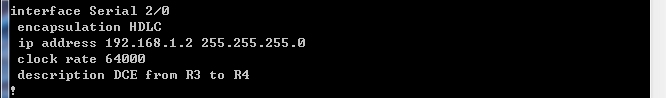 interface Serial 2/0
encapsulation HDLC
ip address 192.168.1.2 255.255.255.0
clock rate 64000
description DCE from R3 to R4
!